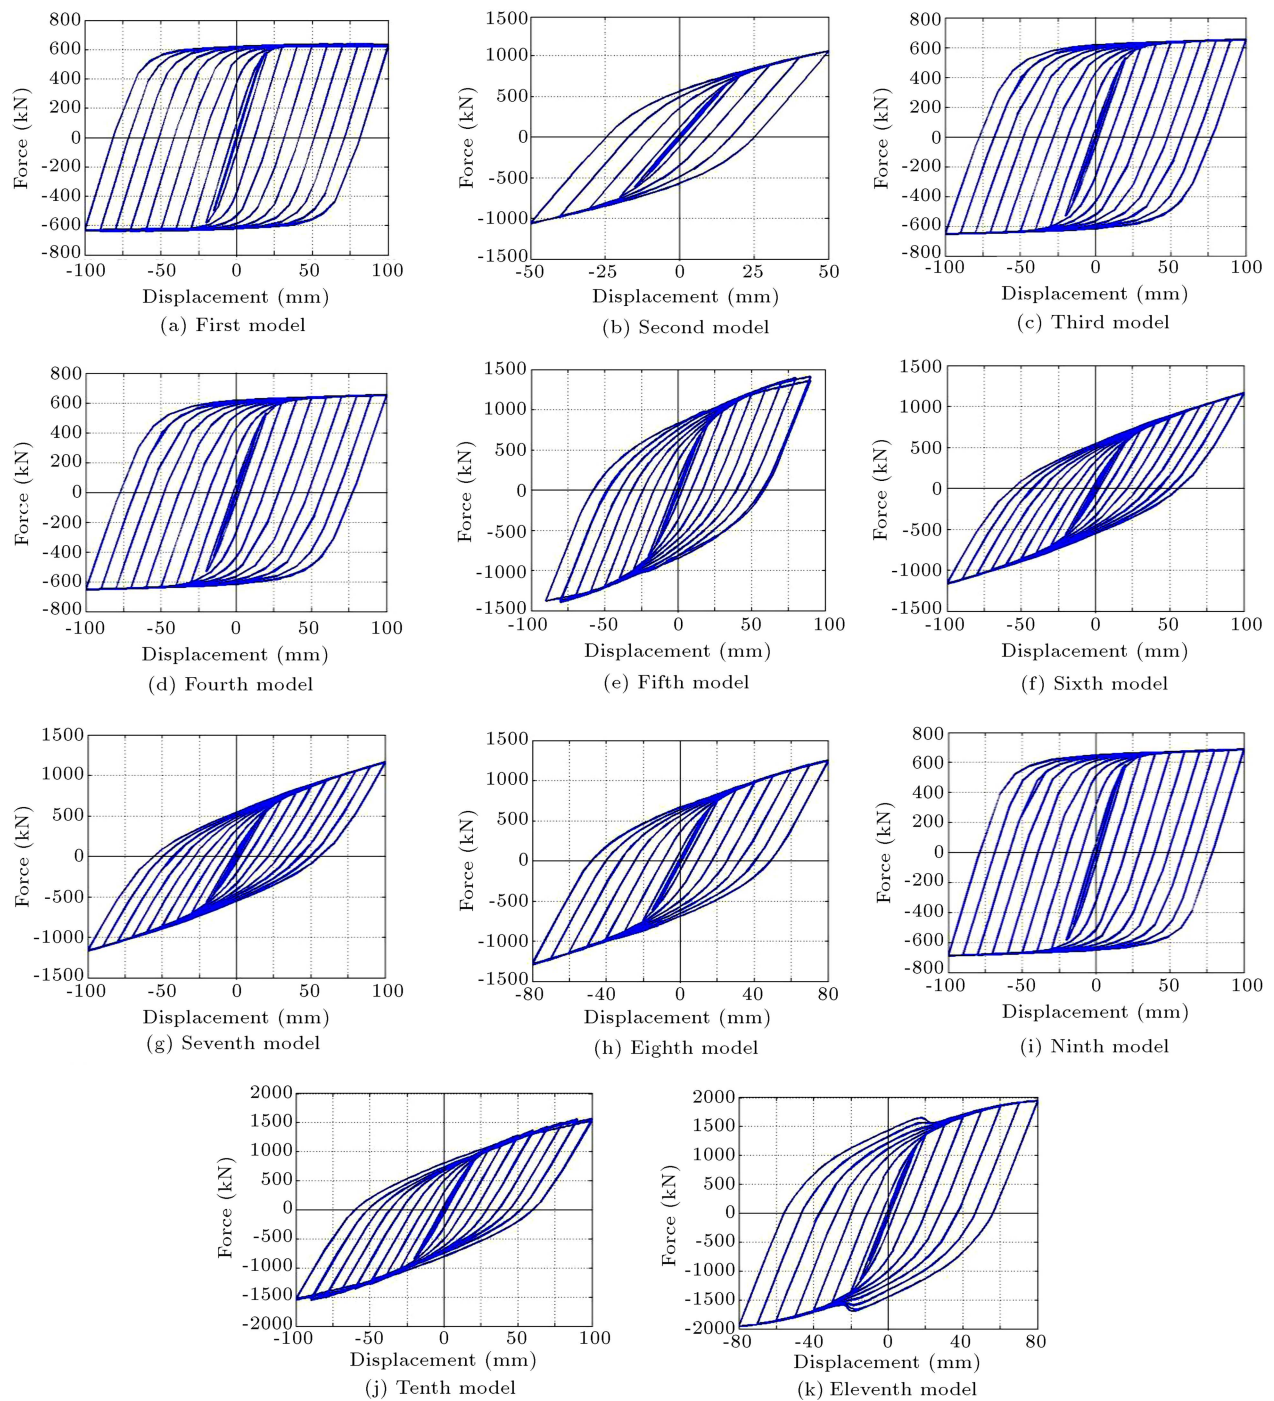 800
600
400
200
0
-200
-400
-600
-800
Force (kN)
-100 -50 0 50 100
Displacement (mm)
(a) First model
1500
1000
500
0
-500
-1000
-1500
Force (kN)
-50 -25 0 25 50
Displacement (mm)
(b) Second model
800
600
400
200
0
-200
-400
-600
-800
Force (kN)
-100 -50 0 50 100
Displacement (mm)
(c) Third model
800
600
400
200
0
-200
-400
-600
-800
Force (kN)
-100 -50 0 50 100
Displacement (mm)
(d) Fourth model
1500
1000
500
0
-500
-1000
-1500
Force (kN)
-100 -50 0 50 100
Displacement (mm)
(e) Fifth model
1500
1000
500
0
-500
-1000
-1500
Force (kN)
-100 -50 0 50 100
Displacement (mm)
(f) Sixth model
1500
1000
500
0
-500
-1000
-1500
Force (kN)
-100 -50 0 50 100
Displacement (mm)
(g) Seventh model
1500
1000
500
0
-500
-1000
-1500
Force (kN)
-80 -40 0 40 80
Displacement (mm)
(h) Eighth model
800
600
400
200
0
-200
-400
-600
-800
Force (kN)
-100 -50 0 50 100
Displacement (mm)
(i) Ninth model
2000
1500
1000
500
0
-500
-1000
-1500
-2000
Force (kN)
-100 -50 0 50 100
Displacement (mm)
(j) Tenth model
2000
1500
1000
500
0
-500
-1000
-1500
-2000
Force (kN)
-80 -40 0 40 80
Displacement (mm)
(k) Eleventh model